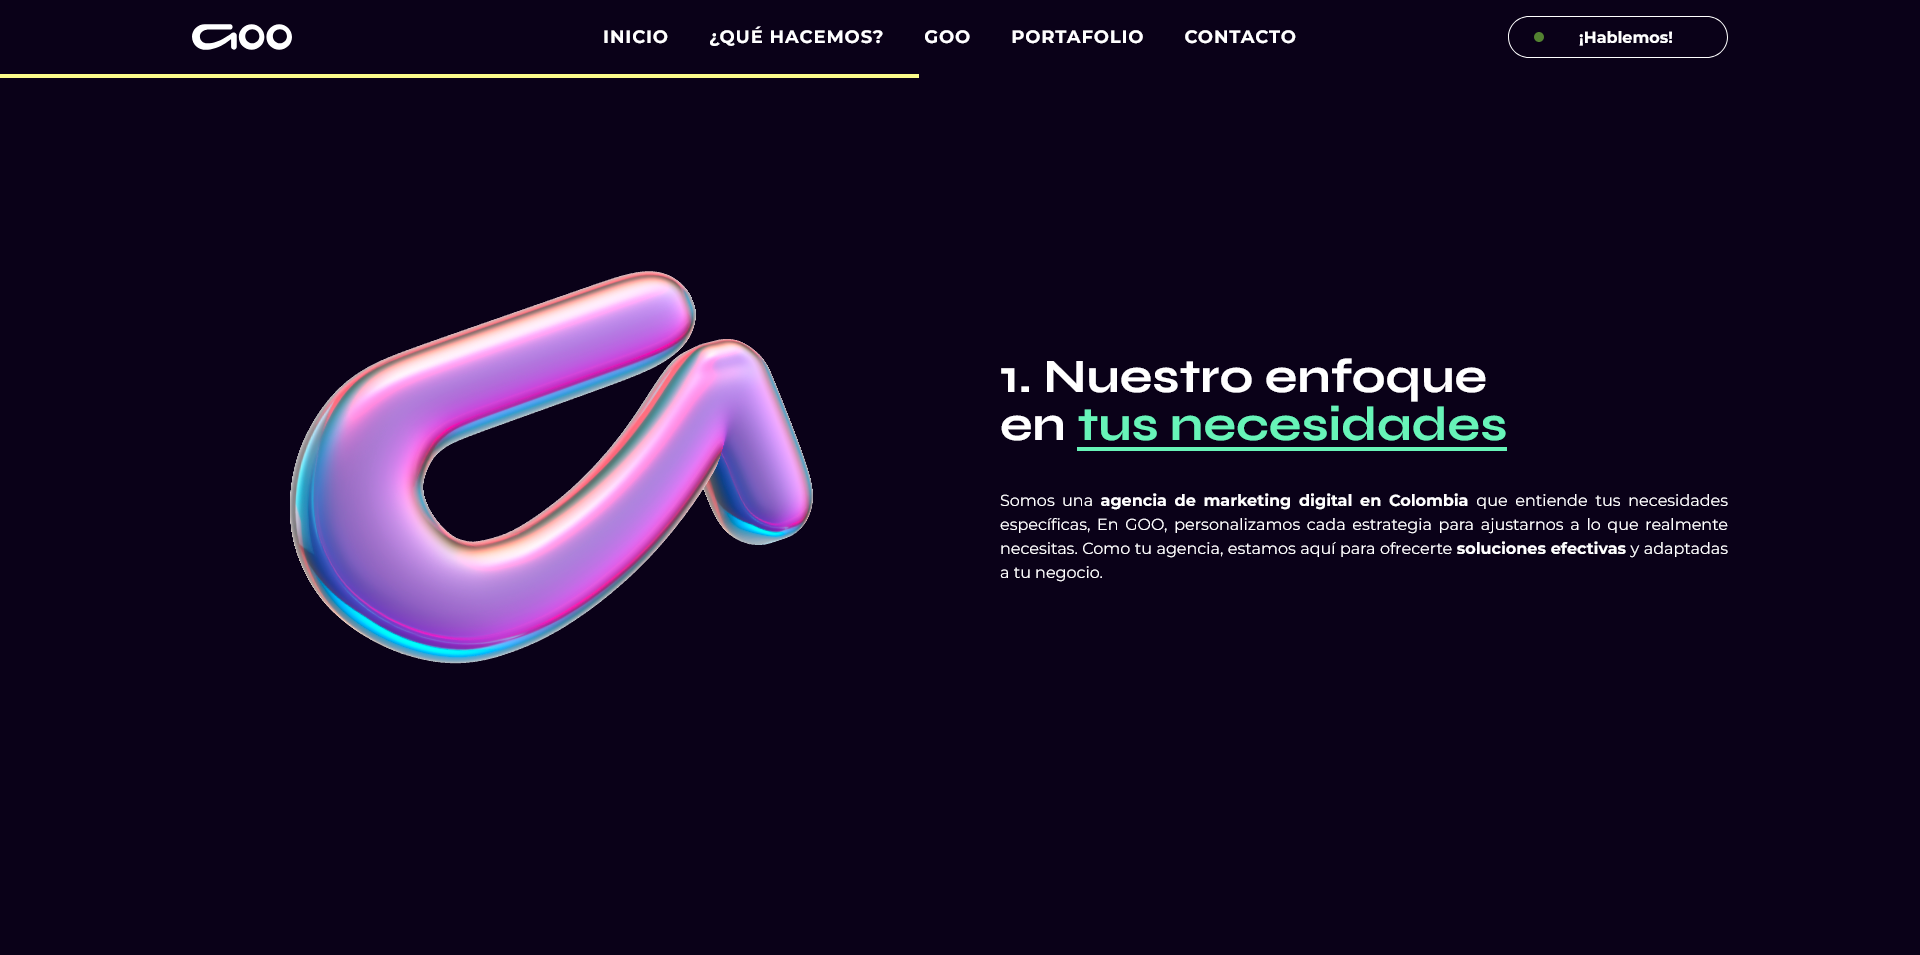 GOO
INICIO ¿QUÉ HACEMOS? GOO PORTAFOLIO CONTACTO
¡Hablemos!
1. Nuestro enfoque
en tus necesidades
Somos una agencia de marketing digital en Colombia que entiende tus necesidades
específicas, En GOO, personalizamos cada estrategia para ajustarnos a lo que realmente
necesitas. Como tu agencia, estamos aquí para ofrecerte soluciones efectivas y adaptadas
a tu negocio.